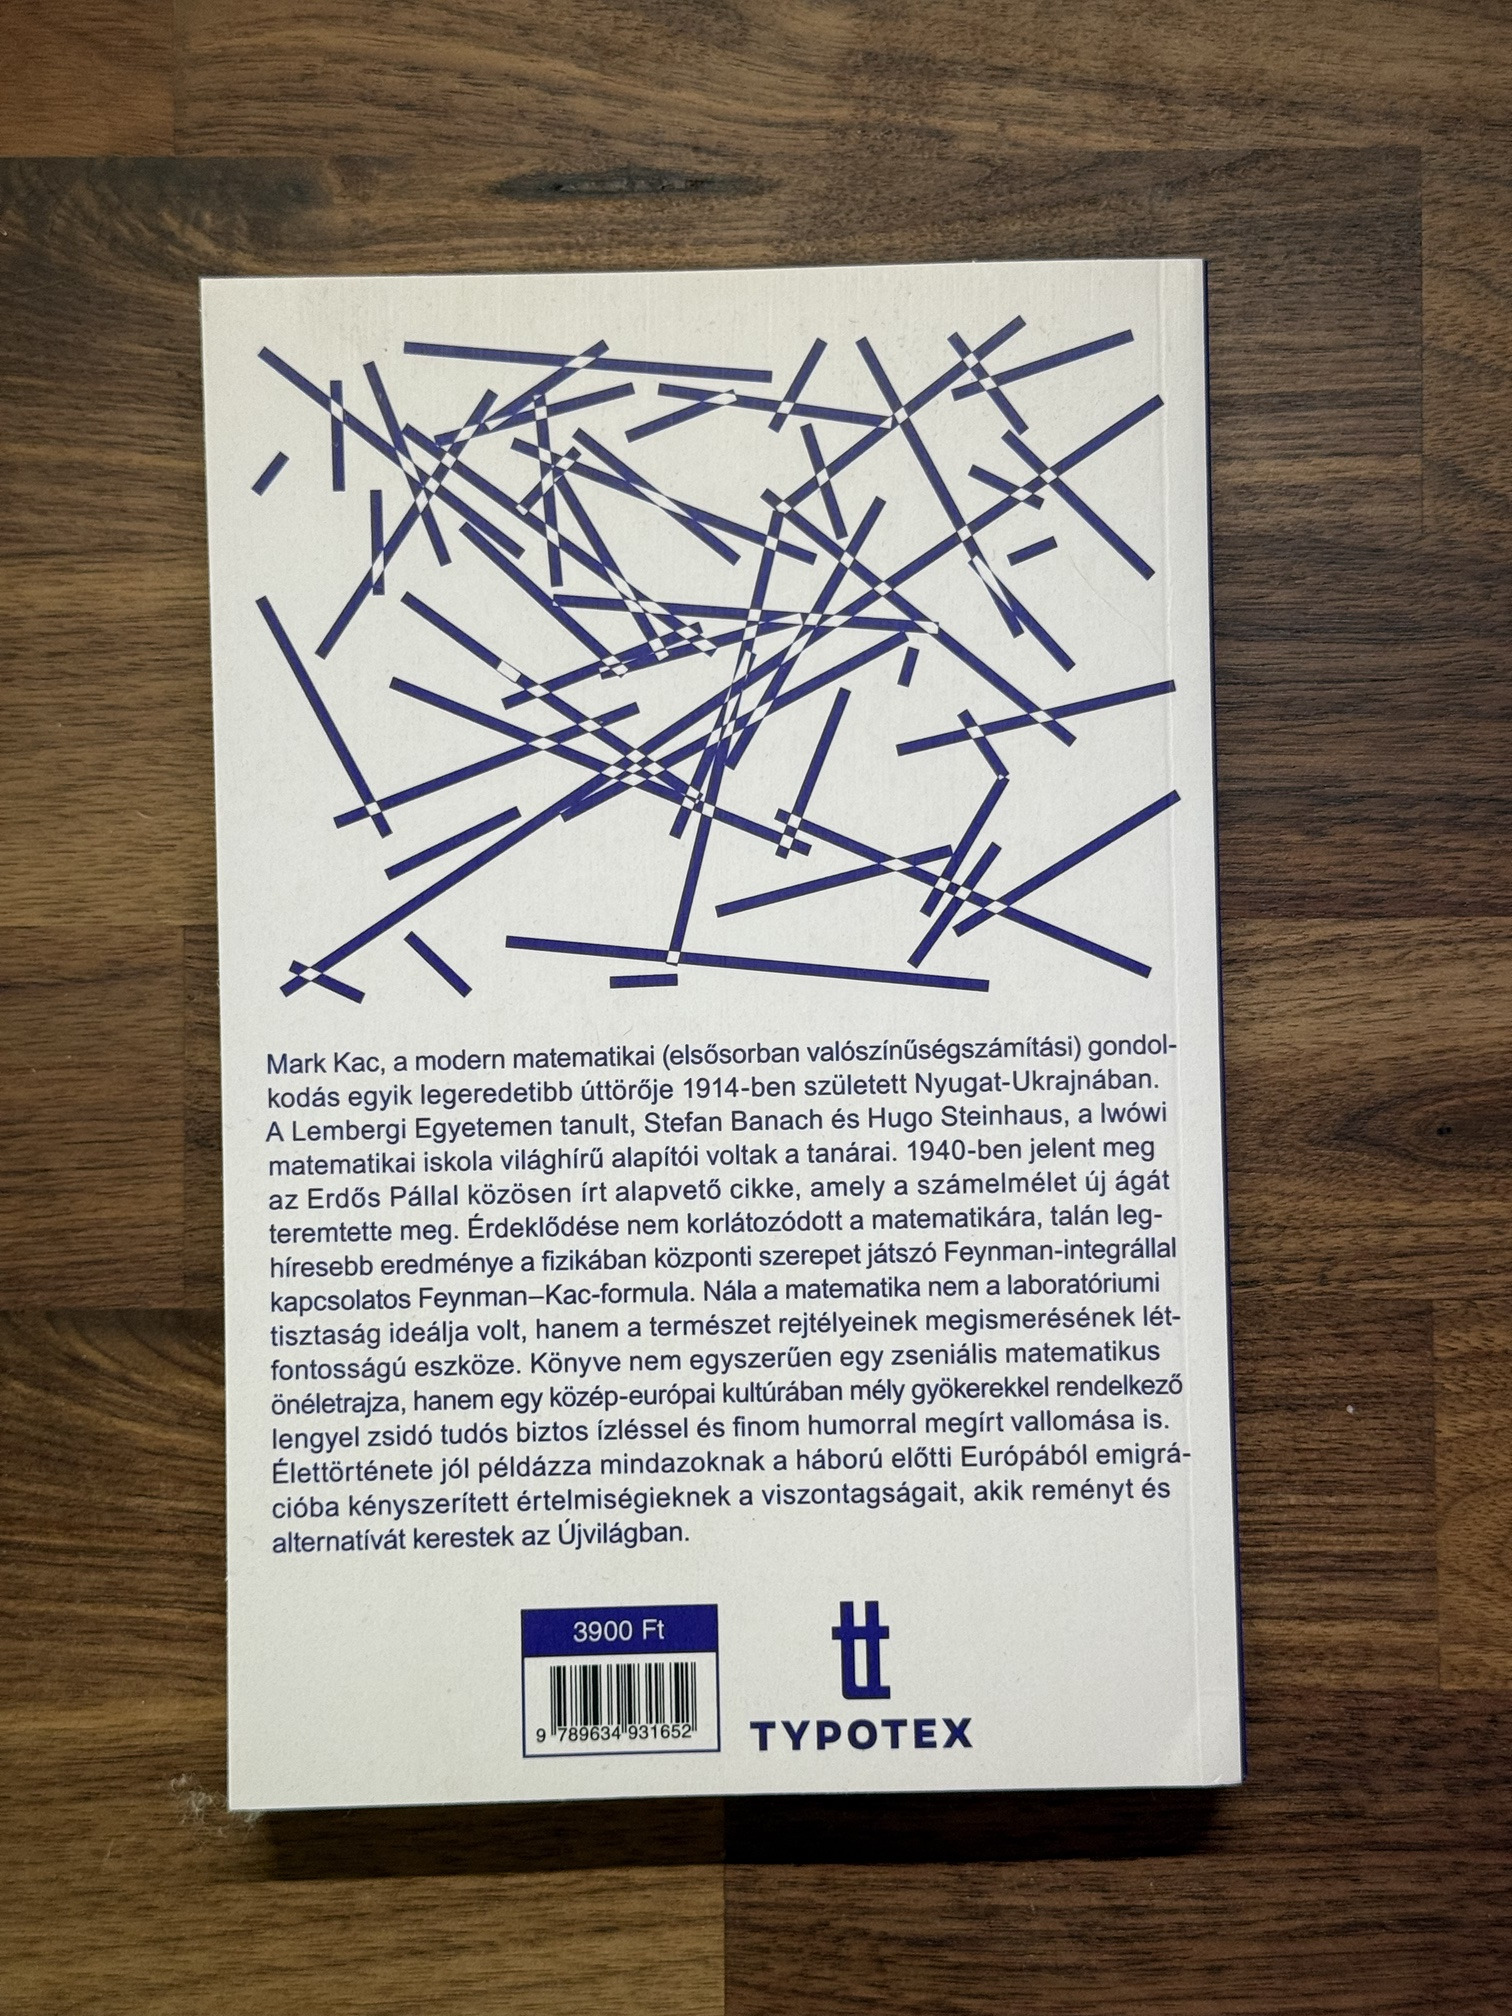 Mark Kac, a modern matematikai (elsősorban valószínűségszámítási) gondol-
kodás egyik legeredetibb úttörője 1914-ben született Nyugat-Ukrajnában.
A Lembergi Egyetemen tanult, Stefan Banach és Hugo Steinhaus, a lwówi
matematikai iskola világhírű alapítói voltak a tanárai. 1940-ben jelent meg
az Erdős Pállal közösen írt alapvető cikke, amely a számelmélet új ágát
teremtette meg. Érdeklődése nem korlátozódott a matematikára, talán leg-
híresebb eredménye a fizikában központi szerepet játszó Feynman-integrállal
kapcsolatos Feynman–Kac-formula. Nála a matematika nem a laboratóriumi
tisztaság ideálja volt, hanem a természet rejtélyeinek megismerésének lét-
fontosságú eszköze. Könyve nem egyszerűen egy zseniális matematikus
önéletrajza, hanem egy közép-európai kultúrában mély gyökerekkel rendelkező
lengyel zsidó tudós biztos ízléssel és finom humorral megírt vallomása is.
Élettörténete jól példázza mindazoknak a háború előtti Európából emigrá-
cióba kényszerített értelmiségieknek a viszontagságait, akik reményt és
alternatívát kerestek az Újvilágban.
3900 Ft
9 789634 931652
tt
TYPOTEX